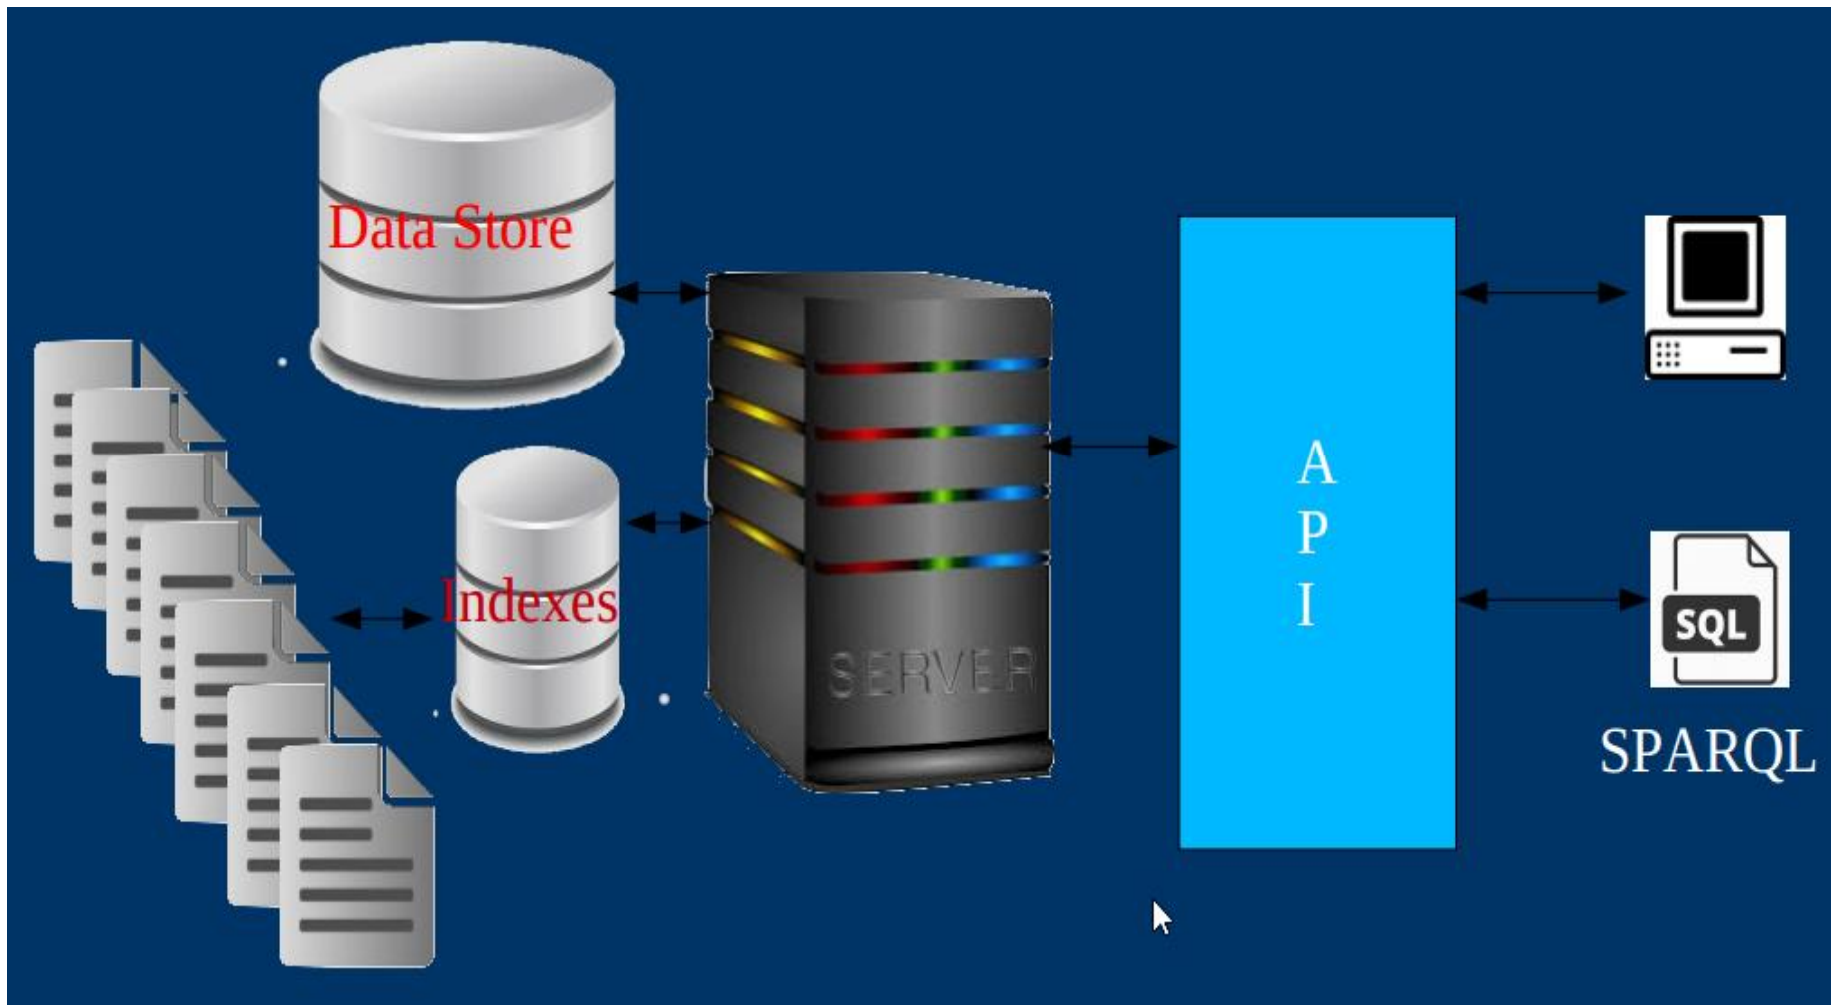 Data Store
Indexes
SERVER
A
P
I
SQL
SPARQL